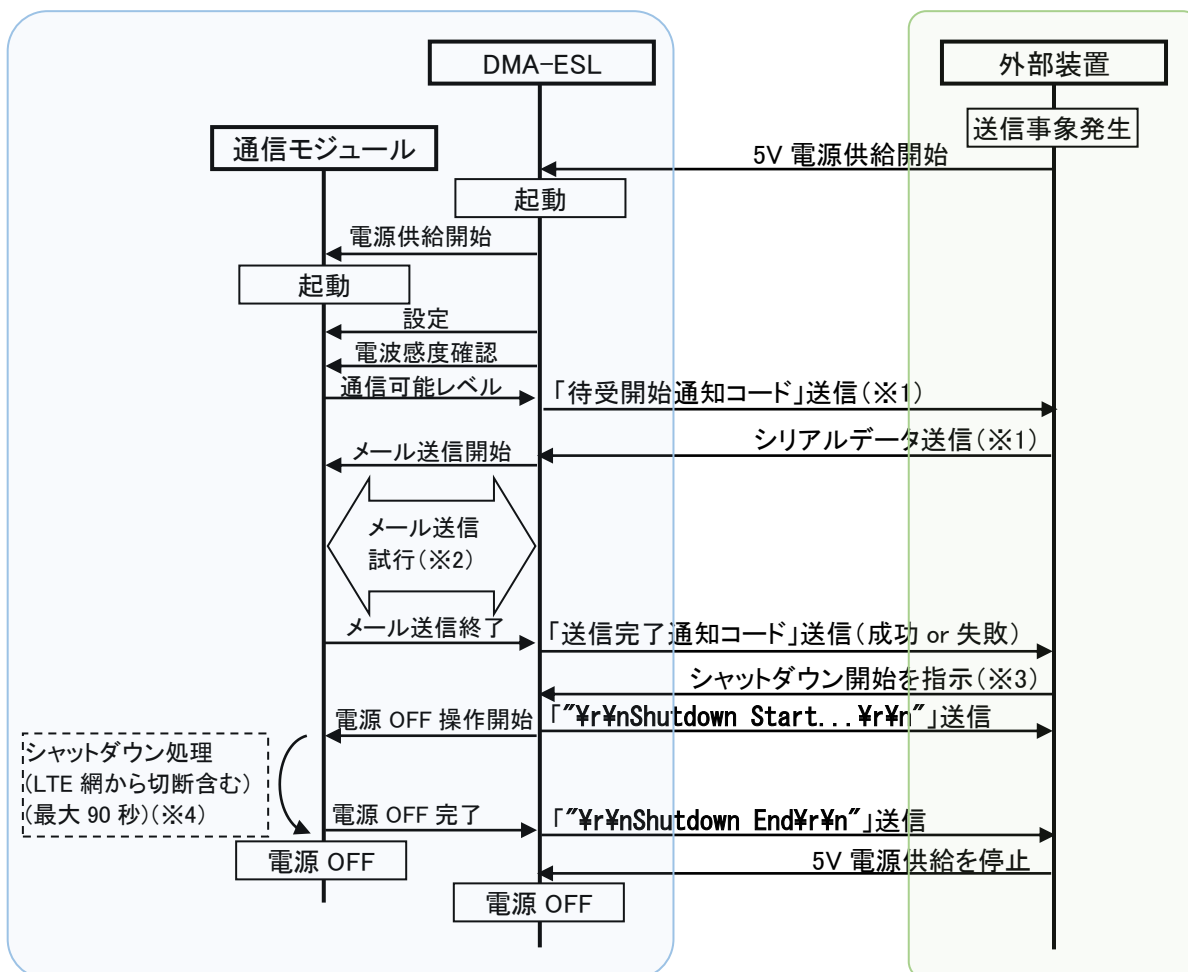 DMA-ESL
外部装置
送信事象発生
通信モジュール
5V 電源供給開始
起動
電源供給開始
起動
設定
電波感度確認
通信可能レベル
「待受開始通知コード」送信(※1)
シリアルデータ送信(※1)
メール送信開始
メール送信
試行(※2)
メール送信終了
「送信完了通知コード」送信(成功 or 失敗)
シャットダウン開始を指示(※3)
電源 OFF 操作開始
「"¥r¥nShutdown Start...¥r¥n"」送信
シャットダウン処理
(LTE 網から切断含む)
(最大 90 秒)(※4)
電源 OFF 完了
「"¥r¥nShutdown End¥r¥n"」送信
電源 OFF
5V 電源供給を停止
電源 OFF